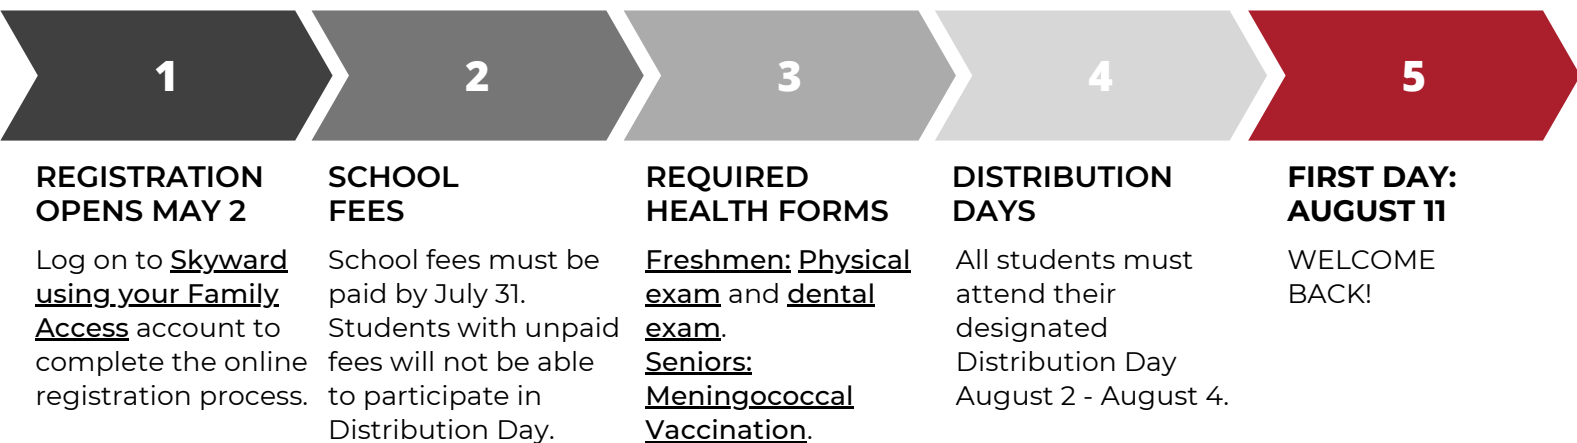 1
2
3
4
5
REGISTRATION
OPENS MAY 2
Log on to Skyward
using your Family
Access account to
complete the online
registration process.
SCHOOL
FEES
School fees must be
paid by July 31.
Students with unpaid
fees will not be able
to participate in
Distribution Day.
REQUIRED
HEALTH FORMS
Freshmen: Physical
exam and dental
exam.
Seniors:
Meningococcal
Vaccination.
DISTRIBUTION
DAYS
All students must
attend their
designated
Distribution Day
August 2 - August 4.
FIRST DAY:
AUGUST 11
WELCOME
BACK!